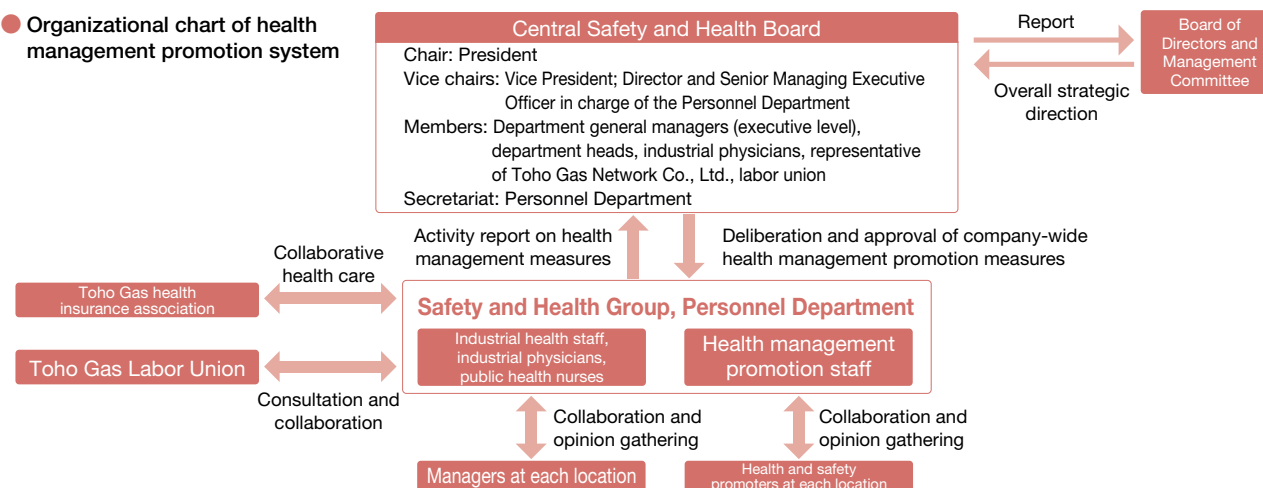 Organizational chart of health
management promotion system
Central Safety and Health Board
Chair: President
Vice chairs: Vice President; Director and Senior Managing Executive
Officer in charge of the Personnel Department
Members: Department general managers (executive level),
department heads, industrial physicians, representative
of Toho Gas Network Co., Ltd., labor union
Secretariat: Personnel Department
Report
Overall strategic
direction
Board of
Directors and
Management
Committee
Activity report on health
management measures
Deliberation and approval of company-wide
health management promotion measures
Collaborative
health care
Toho Gas health
insurance association
Toho Gas Labor Union
Consultation and
collaboration
Safety and Health Group, Personnel Department
Industrial health staff,
industrial physicians,
public health nurses
Health management
promotion staff
Collaboration and
opinion gathering
Collaboration and
opinion gathering
Managers at each location
Health and safety
promoters at each location